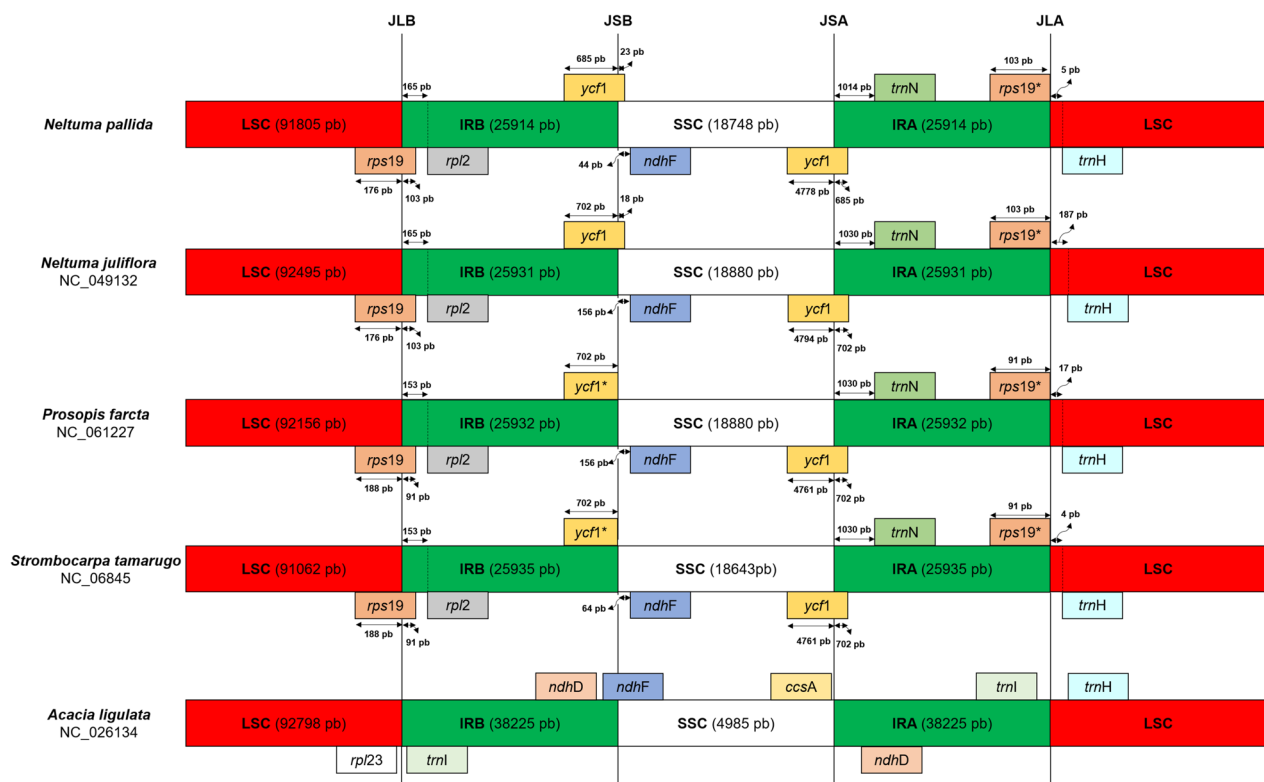 JLB JSB JSA JLA
685 pb 23 pb 103 pb 5 pb
165 pb ycf1 1014 pb trnN rps19*
Neltuma pallida LSC (91805 pb) IRB (25914 pb) SSC (18748 pb) IRA (25914 pb) LSC
rps19 rpl2 44 pb ndhF ycf1 trnH
176 pb 103 pb 4778 pb 685 pb
702 pb 18 pb 103 pb 187 pb
165 pb ycf1 1030 pb trnN rps19*
Neltuma juliflora LSC (92495 pb) IRB (25931 pb) SSC (18880 pb) IRA (25931 pb) LSC
NC_049132
rps19 rpl2 156 pb ndhF ycf1 trnH
176 pb 103 pb 4794 pb 702 pb
702 pb 91 pb 17 pb
153 pb ycf1* 1030 pb trnN rps19*
Prosopis farcta LSC (92156 pb) IRB (25932 pb) SSC (18880 pb) IRA (25932 pb) LSC
NC_061227
rps19 rpl2 156 pb ndhF ycf1 trnH
188 pb 91 pb 4761 pb 702 pb
702 pb 91 pb 4 pb
153 pb ycf1* 1030 pb trnN rps19*
Strombocarpa tamarugo LSC (91062 pb) IRB (25935 pb) SSC (18643pb) IRA (25935 pb) LSC
NC_06845
rps19 rpl2 64 pb ndhF ycf1 trnH
188 pb 91 pb 4761 pb 702 pb
ndhD ndhF ccsA trnI trnH
Acacia ligulata LSC (92798 pb) IRB (38225 pb) SSC (4985 pb) IRA (38225 pb) LSC
NC_026134
rpl23 trnI ndhD